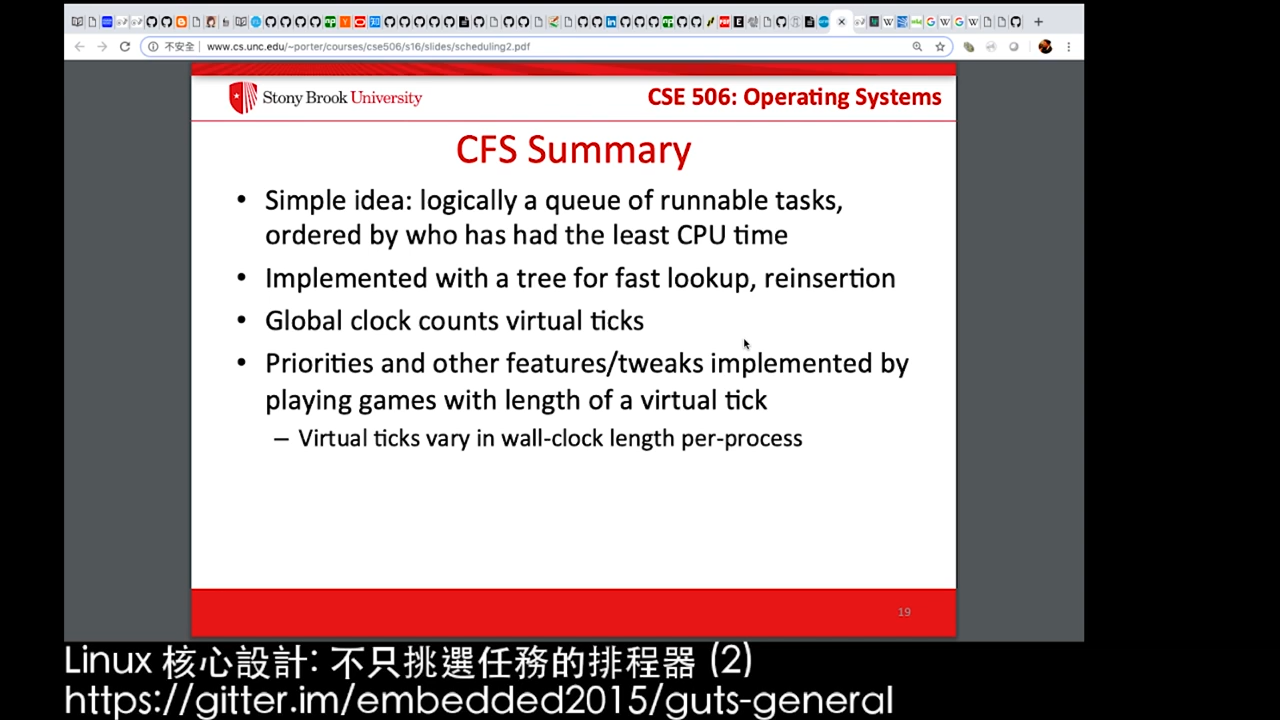 不安全 www.cs.unc.edu/~porter/courses/cse506/s16/slides/scheduling2.pdf
Stony Brook University
CSE 506: Operating Systems
CFS Summary
• Simple idea: logically a queue of runnable tasks,
ordered by who has had the least CPU time
• Implemented with a tree for fast lookup, reinsertion
• Global clock counts virtual ticks
• Priorities and other features/tweaks implemented by
playing games with length of a virtual tick
– Virtual ticks vary in wall-clock length per-process
19
Linux 核心設計: 不只挑選任務的排程器 (2)
https://gitter.im/embedded2015/guts-general